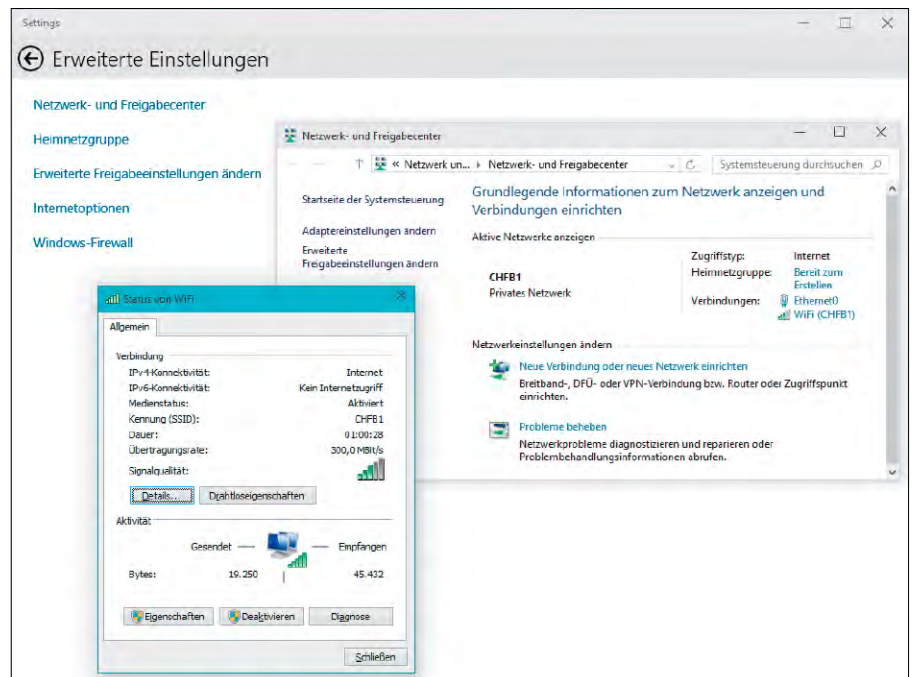 Settings
Erweiterte Einstellungen
Netzwerk- und Freigabecenter
Heimnetzgruppe
Erweiterte Freigabeeinstellungen ändern
Internetoptionen
Windows-Firewall
Netzwerk- und Freigabecenter
« Netzwerk un... Netzwerk- und Freigabecenter
Systemsteuerung durchsuchen
Startseite der Systemsteuerung
Adaptereinstellungen ändern
Erweiterte
Freigabeeinstellungen ändern
Grundlegende Informationen zum Netzwerk anzeigen und
Verbindungen einrichten
Aktive Netzwerke anzeigen
CHFB1
Privates Netzwerk
Zugriffstyp: Internet
Heimnetzgruppe: Bereit zum
Erstellen
Verbindungen: Ethernet0
WiFi (CHFB1)
Netzwerkeinstellungen ändern
Neue Verbindung oder neues Netzwerk einrichten
Breitband-, DFÜ- oder VPN-Verbindung bzw. Router oder Zugriffspunkt
einrichten.
Probleme beheben
Netzwerkprobleme diagnostizieren und reparieren oder
Problembehandlungsinformationen abrufen.
Status von WiFi
Allgemein
Verbindung
IPv4-Konnektivität: Internet
IPv6-Konnektivität: Kein Internetzugriff
Medienstatus: Aktiviert
Kennung (SSID): CHFB1
Dauer: 01:00:28
Übertragungsrate: 300,0 MBit/s
Signalqualität:
Details... Drahtloseigenschaften
Aktivität
Gesendet Empfangen
Bytes: 19.250 45.432
Eigenschaften Deaktivieren Diagnose
Schließen